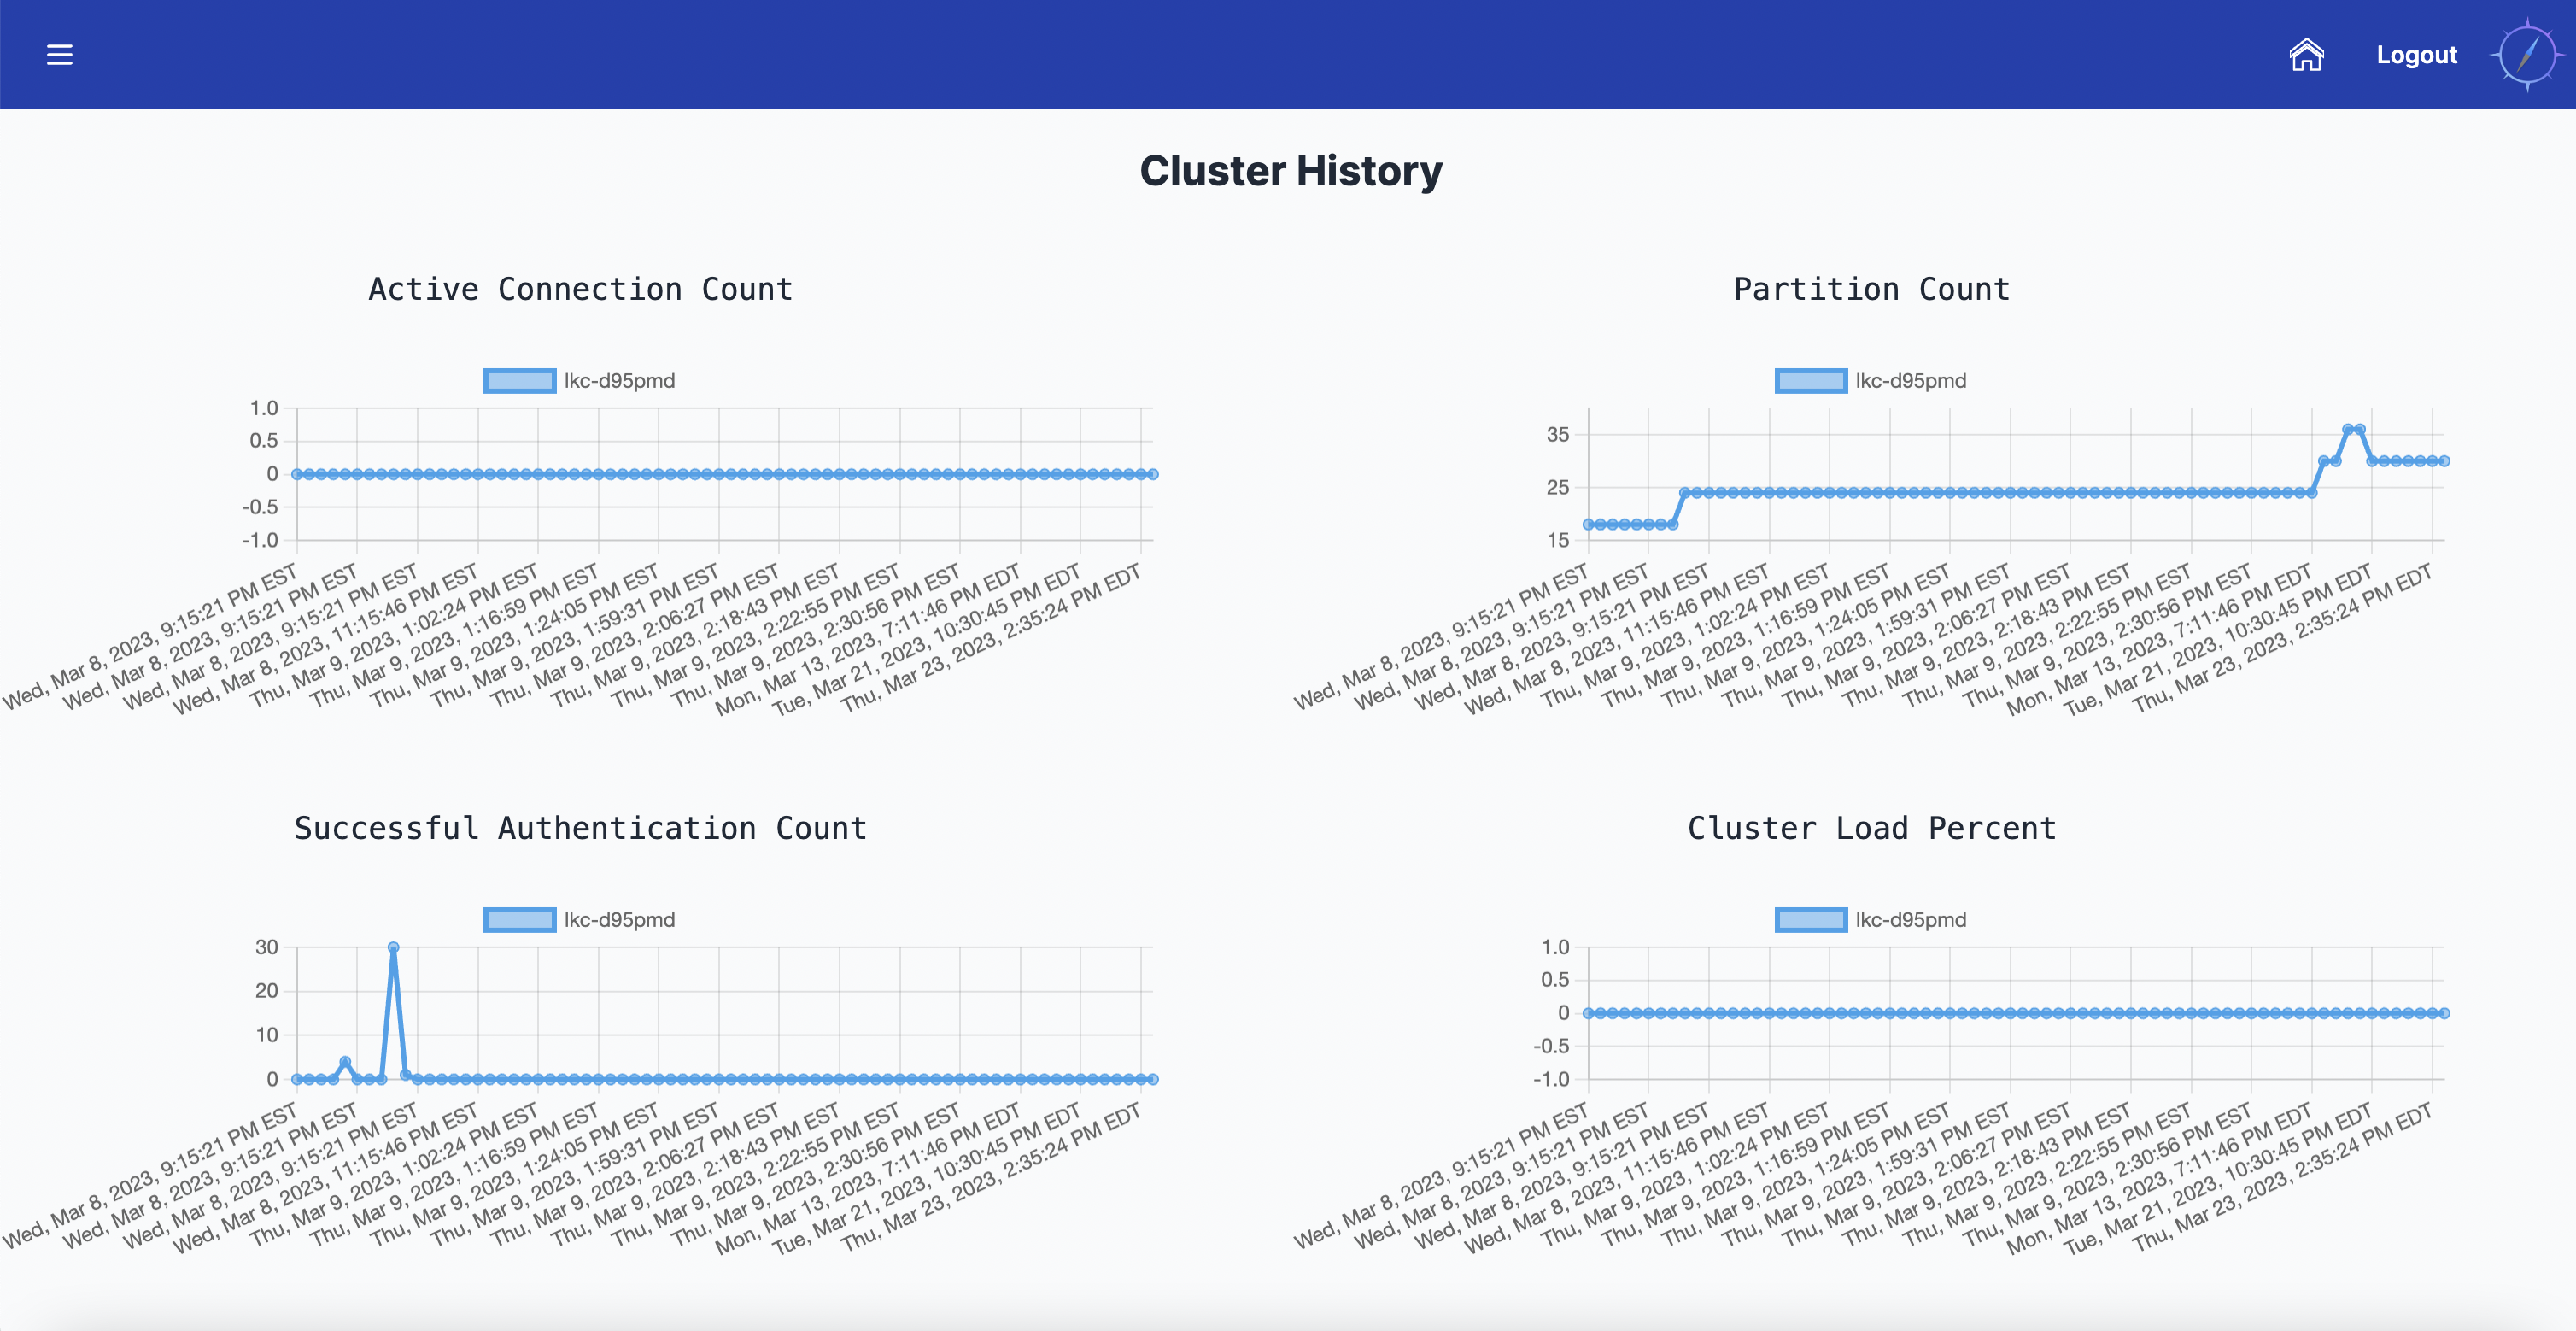 Logout
Cluster History
Active Connection Count
lkc-d95pmd
1.0
0.5
0
-0.5
-1.0
Wed, Mar 8, 2023, 9:15:21 PM EST
Wed, Mar 8, 2023, 9:15:21 PM EST
Wed, Mar 8, 2023, 9:15:21 PM EST
Wed, Mar 8, 2023, 11:15:46 PM EST
Thu, Mar 9, 2023, 1:02:24 PM EST
Thu, Mar 9, 2023, 1:16:59 PM EST
Thu, Mar 9, 2023, 1:24:05 PM EST
Thu, Mar 9, 2023, 1:59:31 PM EST
Thu, Mar 9, 2023, 2:06:27 PM EST
Thu, Mar 9, 2023, 2:18:43 PM EST
Thu, Mar 9, 2023, 2:22:55 PM EST
Thu, Mar 9, 2023, 2:30:56 PM EST
Mon, Mar 13, 2023, 7:11:46 PM EDT
Tue, Mar 21, 2023, 10:30:45 PM EDT
Thu, Mar 23, 2023, 2:35:24 PM EDT
Partition Count
lkc-d95pmd
35
25
15
Wed, Mar 8, 2023, 9:15:21 PM EST
Wed, Mar 8, 2023, 9:15:21 PM EST
Wed, Mar 8, 2023, 9:15:21 PM EST
Wed, Mar 8, 2023, 11:15:46 PM EST
Thu, Mar 9, 2023, 1:02:24 PM EST
Thu, Mar 9, 2023, 1:16:59 PM EST
Thu, Mar 9, 2023, 1:24:05 PM EST
Thu, Mar 9, 2023, 1:59:31 PM EST
Thu, Mar 9, 2023, 2:06:27 PM EST
Thu, Mar 9, 2023, 2:18:43 PM EST
Thu, Mar 9, 2023, 2:22:55 PM EST
Thu, Mar 9, 2023, 2:30:56 PM EST
Mon, Mar 13, 2023, 7:11:46 PM EDT
Tue, Mar 21, 2023, 10:30:45 PM EDT
Thu, Mar 23, 2023, 2:35:24 PM EDT
Successful Authentication Count
lkc-d95pmd
30
20
10
0
Wed, Mar 8, 2023, 9:15:21 PM EST
Wed, Mar 8, 2023, 9:15:21 PM EST
Wed, Mar 8, 2023, 9:15:21 PM EST
Wed, Mar 8, 2023, 11:15:46 PM EST
Thu, Mar 9, 2023, 1:02:24 PM EST
Thu, Mar 9, 2023, 1:16:59 PM EST
Thu, Mar 9, 2023, 1:24:05 PM EST
Thu, Mar 9, 2023, 1:59:31 PM EST
Thu, Mar 9, 2023, 2:06:27 PM EST
Thu, Mar 9, 2023, 2:18:43 PM EST
Thu, Mar 9, 2023, 2:22:55 PM EST
Thu, Mar 9, 2023, 2:30:56 PM EST
Mon, Mar 13, 2023, 7:11:46 PM EDT
Tue, Mar 21, 2023, 10:30:45 PM EDT
Thu, Mar 23, 2023, 2:35:24 PM EDT
Cluster Load Percent
lkc-d95pmd
1.0
0.5
0
-0.5
-1.0
Wed, Mar 8, 2023, 9:15:21 PM EST
Wed, Mar 8, 2023, 9:15:21 PM EST
Wed, Mar 8, 2023, 9:15:21 PM EST
Wed, Mar 8, 2023, 11:15:46 PM EST
Thu, Mar 9, 2023, 1:02:24 PM EST
Thu, Mar 9, 2023, 1:16:59 PM EST
Thu, Mar 9, 2023, 1:24:05 PM EST
Thu, Mar 9, 2023, 1:59:31 PM EST
Thu, Mar 9, 2023, 2:06:27 PM EST
Thu, Mar 9, 2023, 2:18:43 PM EST
Thu, Mar 9, 2023, 2:22:55 PM EST
Thu, Mar 9, 2023, 2:30:56 PM EST
Mon, Mar 13, 2023, 7:11:46 PM EDT
Tue, Mar 21, 2023, 10:30:45 PM EDT
Thu, Mar 23, 2023, 2:35:24 PM EDT